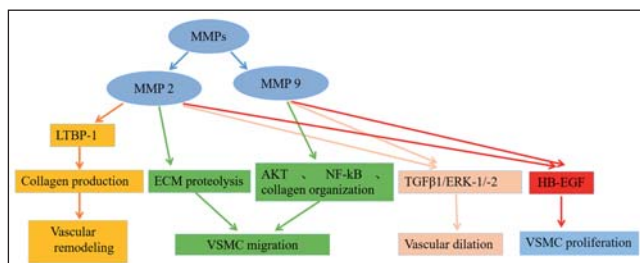 MMPs
MMP 2
MMP 9
LTBP-1
Collagen production
ECM proteolysis
AKT 、 NF-kB 、
collagen organization
TGFβ1/ERK-1/-2
HB-EGF
Vascular
remodeling
VSMC migration
Vascular dilation
VSMC proliferation